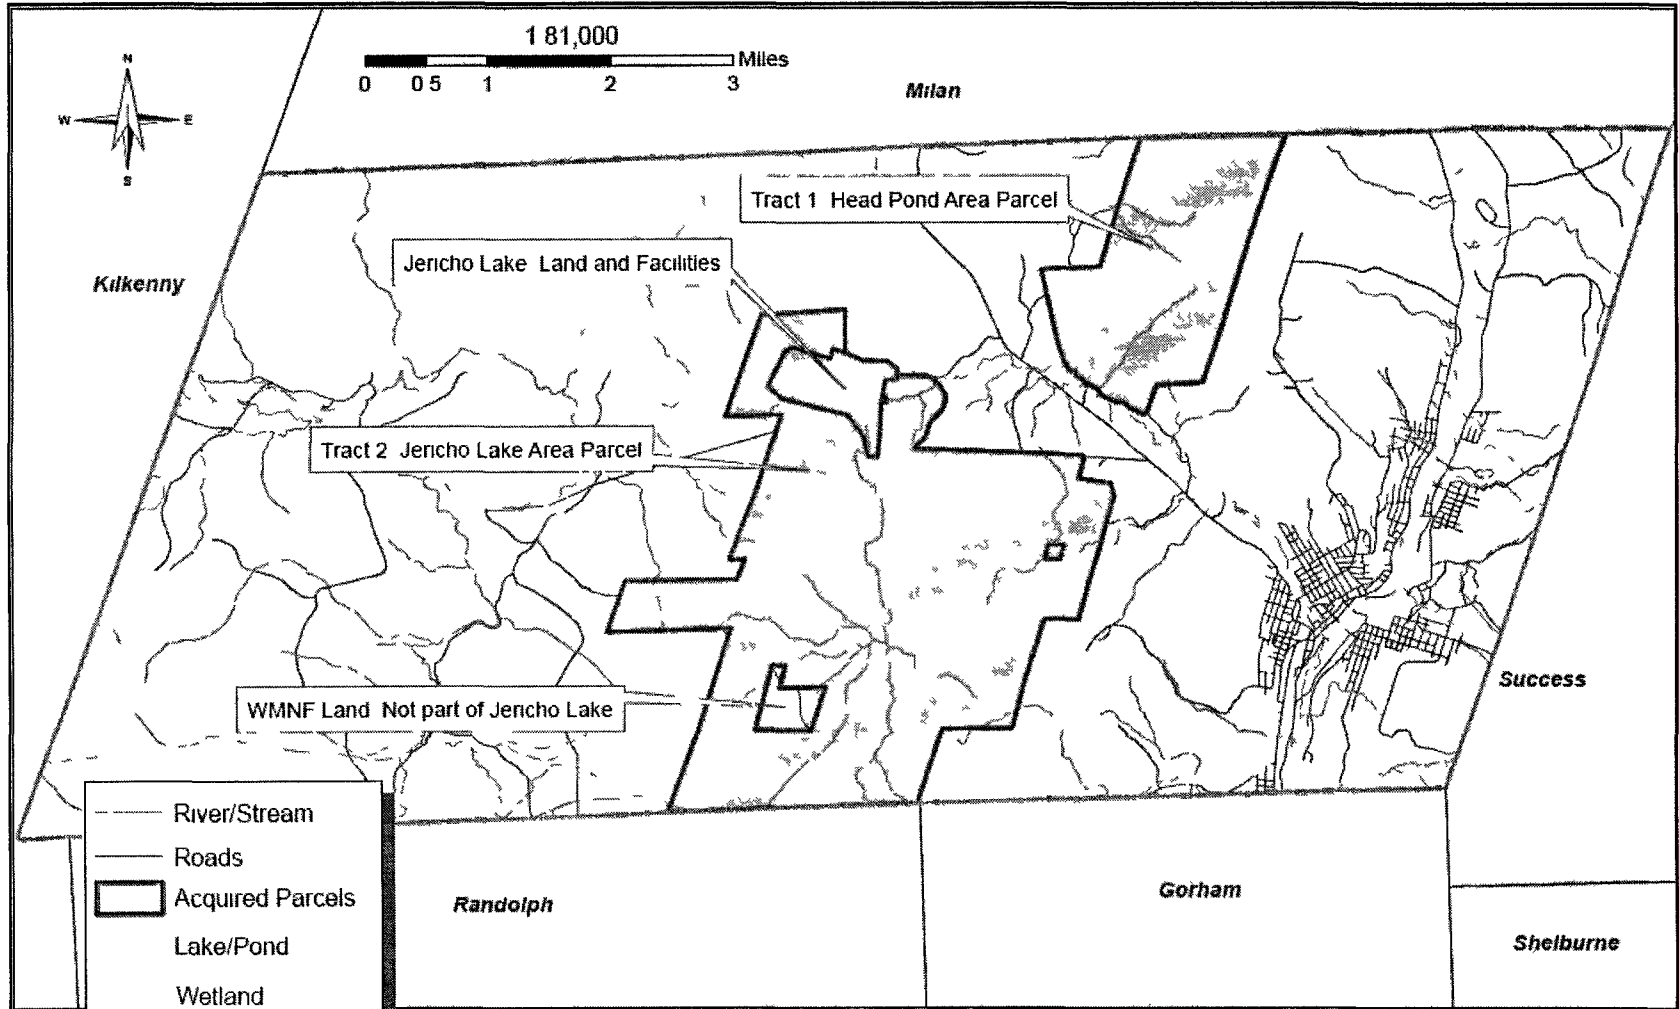 1 81,000
Miles
0 0 5 1 2 3
N
W E
S
Milan
Tract 1 Head Pond Area Parcel
Jericho Lake Land and Facilities
Kilkenny
Tract 2 Jericho Lake Area Parcel
Success
WMNF Land Not part of Jericho Lake
River/Stream
Roads
Acquired Parcels
Lake/Pond
Wetland
Randolph
Gorham
Shelburne